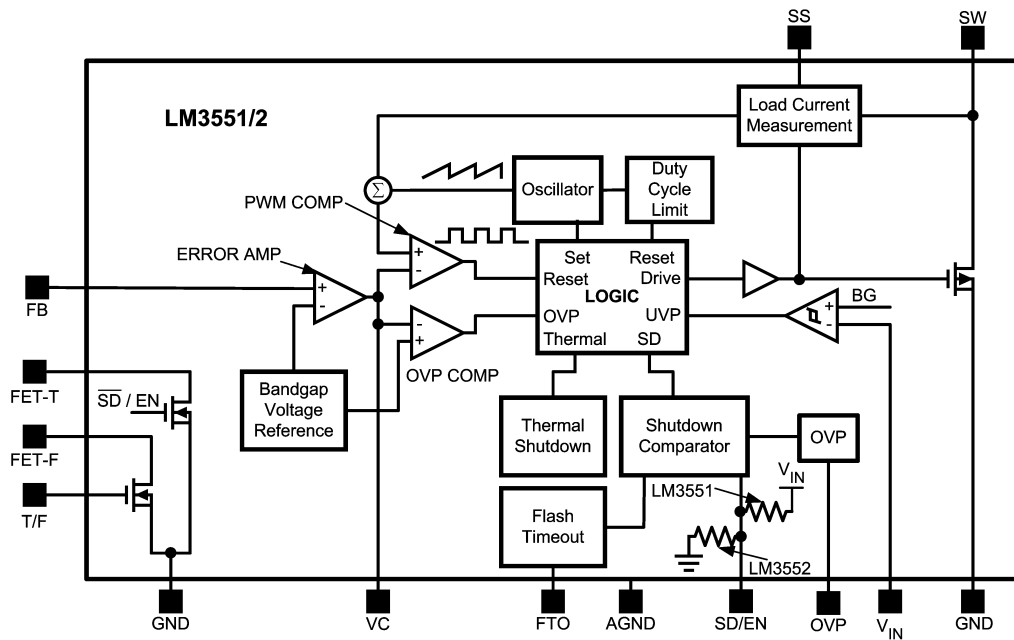 SS
SW
LM3551/2
Load Current
Measurement
Σ
Oscillator
Duty
Cycle
Limit
PWM COMP
ERROR AMP
+
-
+
-
Set
Reset
Reset
Drive
LOGIC
OVP
UVP
Thermal
SD
BG
+
-
-
+
OVP COMP
FB
FET-T
SD / EN
FET-F
T/F
Bandgap
Voltage
Reference
Thermal
Shutdown
Shutdown
Comparator
OVP
VIN
LM3551
Flash
Timeout
LM3552
GND
VC
FTO
AGND
SD/EN
OVP
VIN
GND